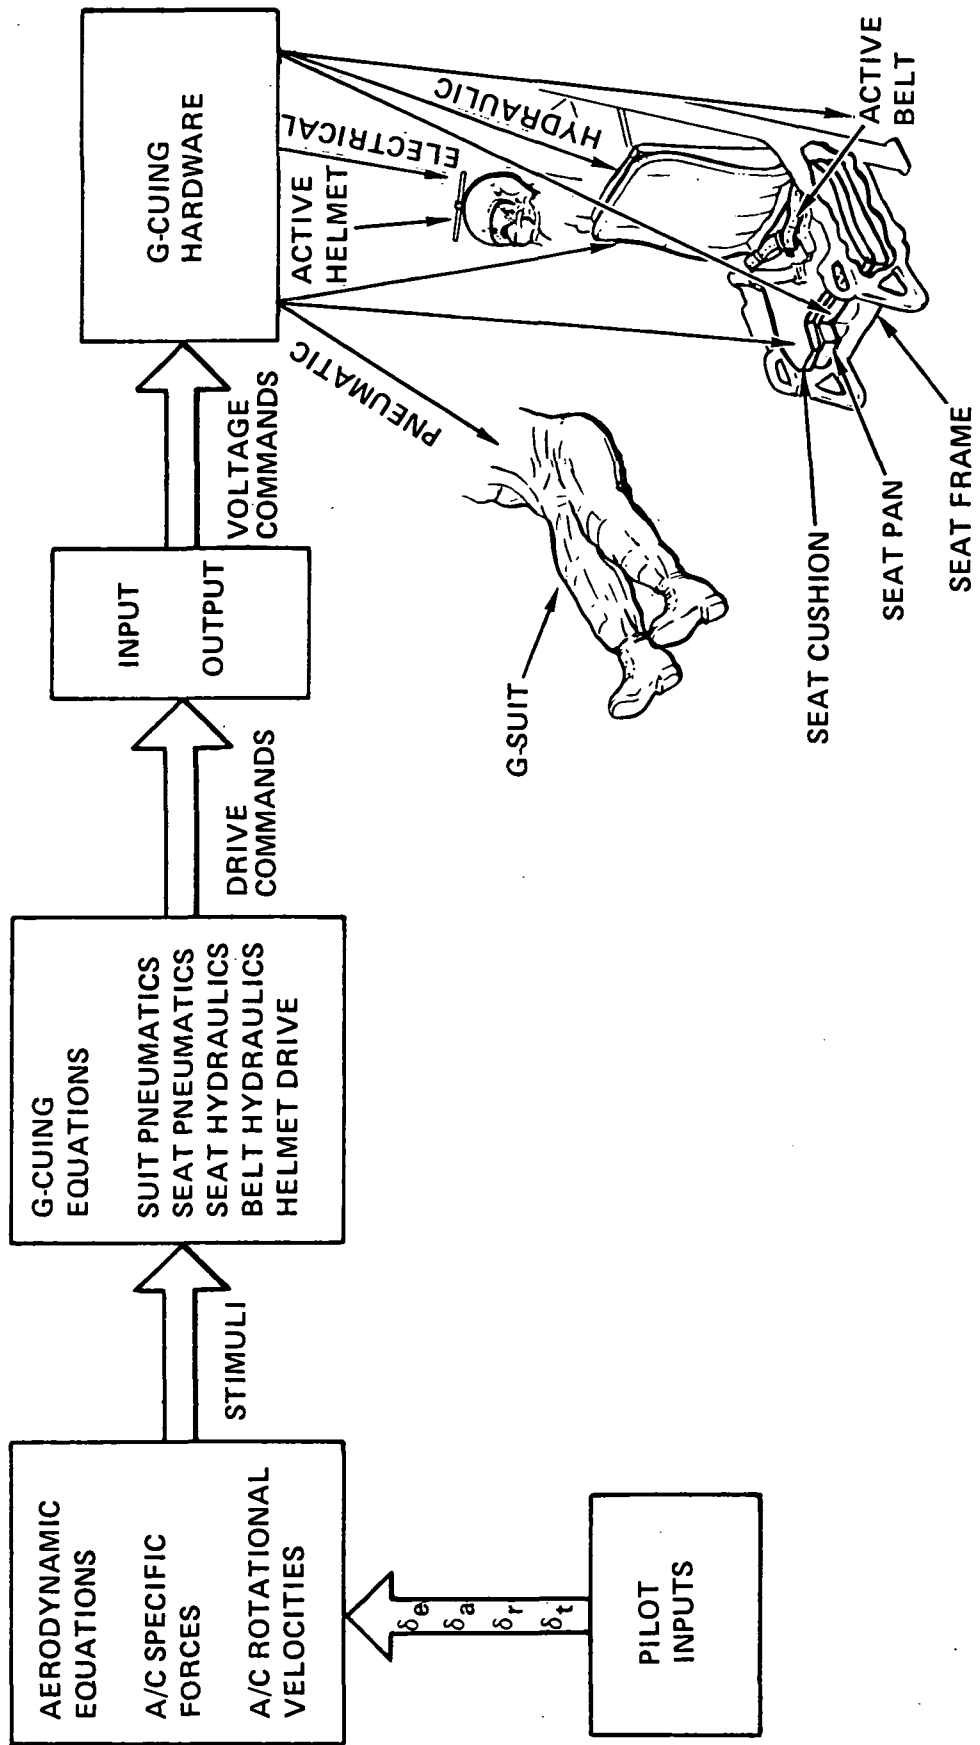 AERODYNAMIC
EQUATIONS
A/C SPECIFIC
FORCES
A/C ROTATIONAL
VELOCITIES
δe
δa
δr
δt
PILOT
INPUTS
STIMULI
G-CUING
EQUATIONS
SUIT PNEUMATICS
SEAT PNEUMATICS
SEAT HYDRAULICS
BELT HYDRAULICS
HELMET DRIVE
DRIVE
COMMANDS
INPUT
OUTPUT
VOLTAGE
COMMANDS
G-CUING
HARDWARE
PNEUMATIC
ACTIVE
HELMET
ELECTRICAL
HYDRAULIC
ACTIVE
BELT
G-SUIT
SEAT CUSHION
SEAT PAN
SEAT FRAME